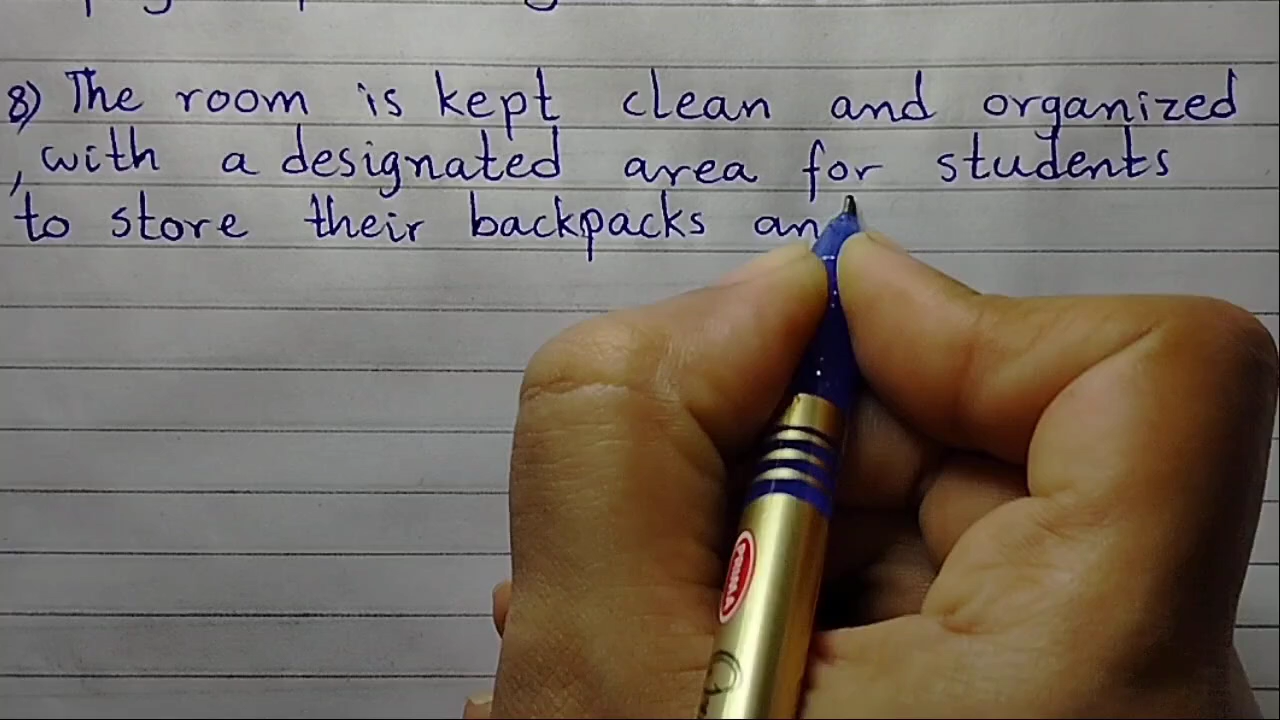 8) The room is kept clean and organized
, with a designated area for students
to store their backpacks an